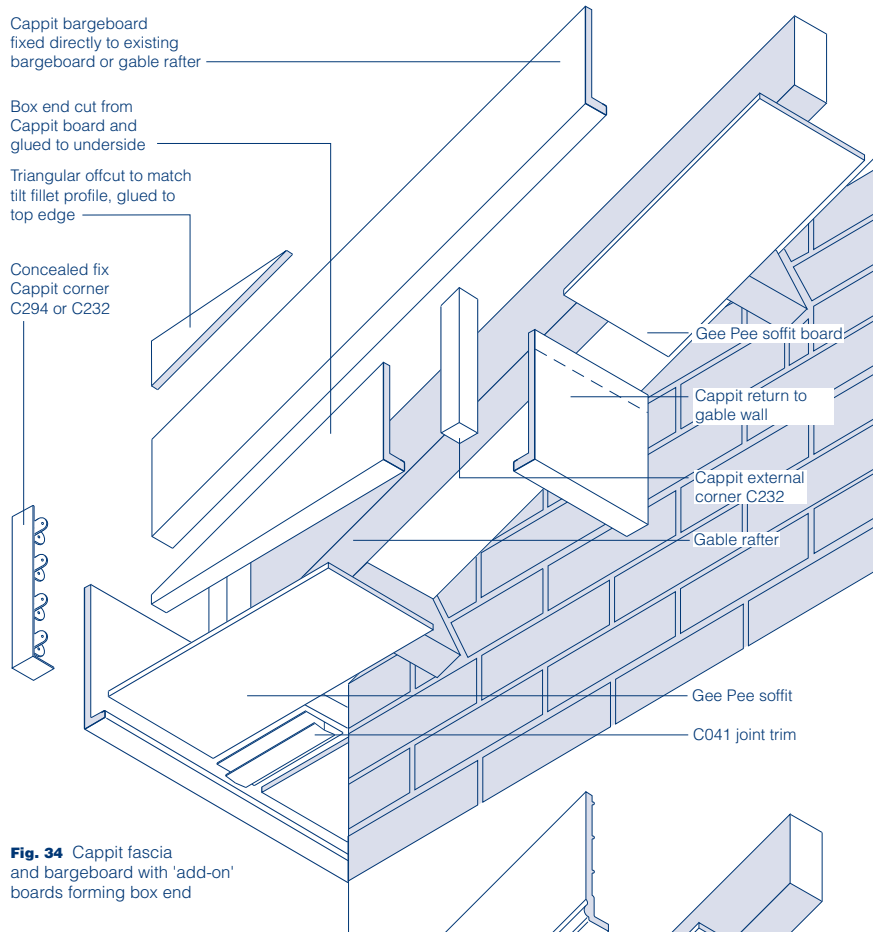 Cappit bargeboard
fixed directly to existing
bargeboard or gable rafter
Box end cut from
Cappit board and
glued to underside
Triangular offcut to match
tilt fillet profile, glued to
top edge
Concealed fix
Cappit corner
C294 or C232
Gee Pee soffit board
Cappit return to
gable wall
Cappit external
corner C232
Gable rafter
Gee Pee soffit
C041 joint trim
Fig. 34 Cappit fascia
and bargeboard with 'add-on'
boards forming box end